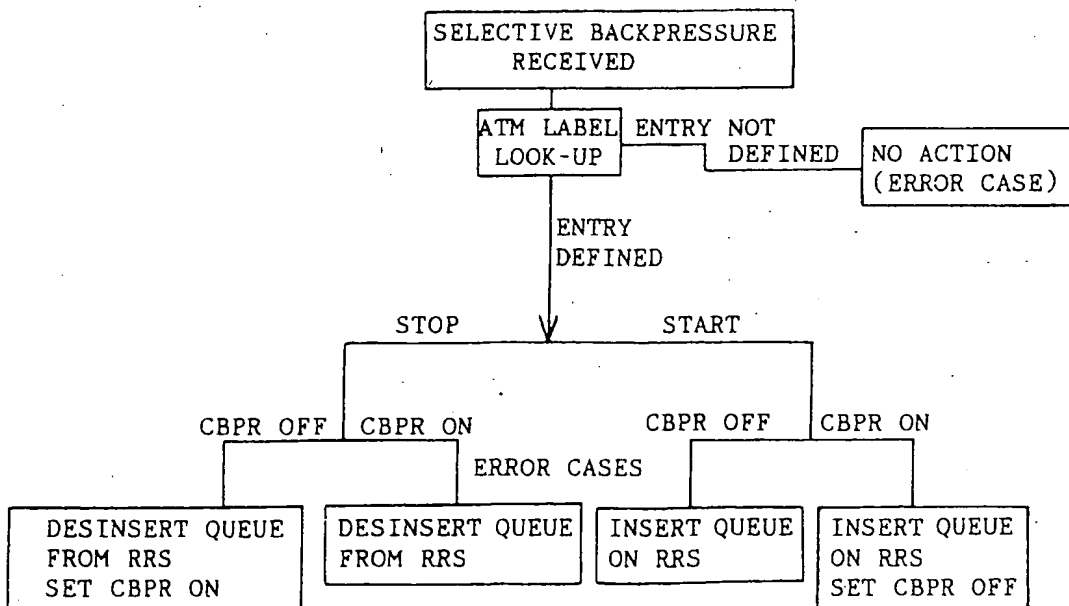 SELECTIVE BACKPRESSURE
RECEIVED
ATM LABEL
LOOK-UP
ENTRY NOT
DEFINED
NO ACTION
(ERROR CASE)
ENTRY
DEFINED
STOP
START
CBPR OFF
CBPR ON
CBPR OFF
CBPR ON
ERROR CASES
DESINSERT QUEUE
FROM RRS
SET CBPR ON
DESINSERT QUEUE
FROM RRS
INSERT QUEUE
ON RRS
INSERT QUEUE
ON RRS
SET CBPR OFF